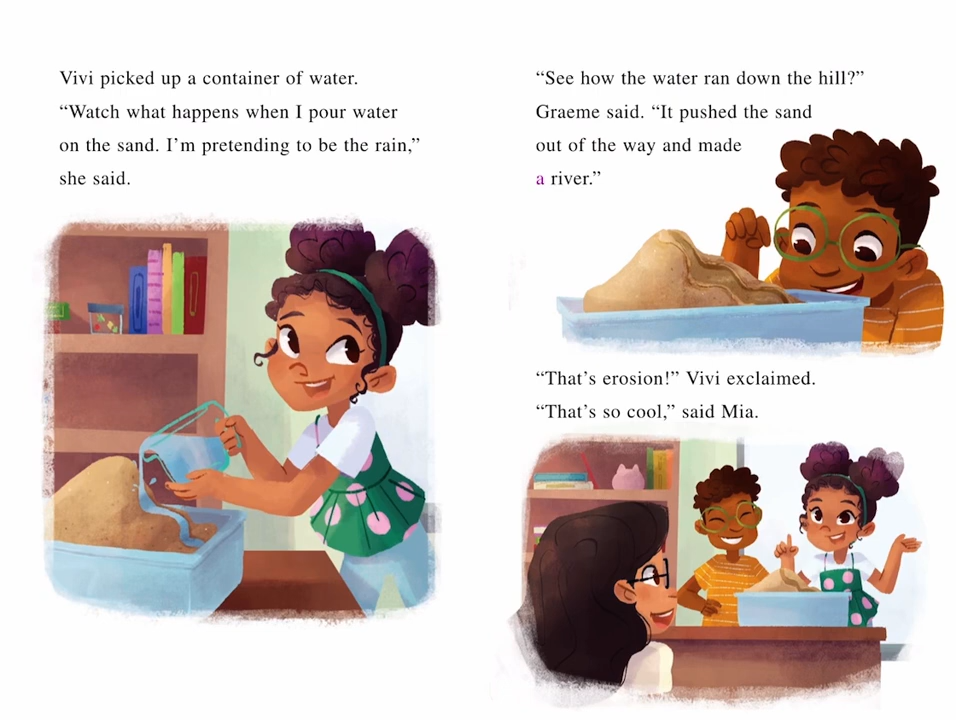 Vivi picked up a container of water.
“Watch what happens when I pour water
on the sand. I’m pretending to be the rain,”
she said.
“See how the water ran down the hill?”
Graeme said. “It pushed the sand
out of the way and made
a river.”
“That’s erosion!” Vivi exclaimed.
“That’s so cool,” said Mia.